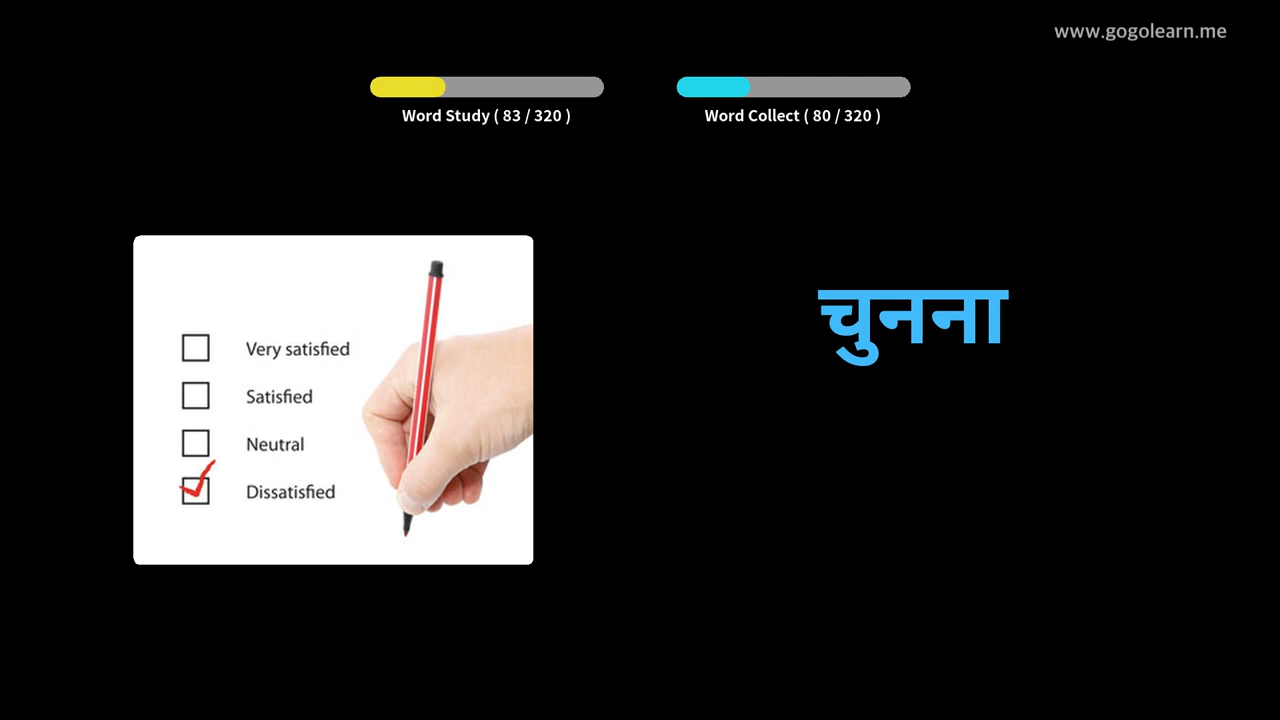 www.gogolearn.me
Word Study ( 83 / 320 )
Word Collect ( 80 / 320 )
Very satisfied
Satisfied
Neutral
Dissatisfied
चुनना